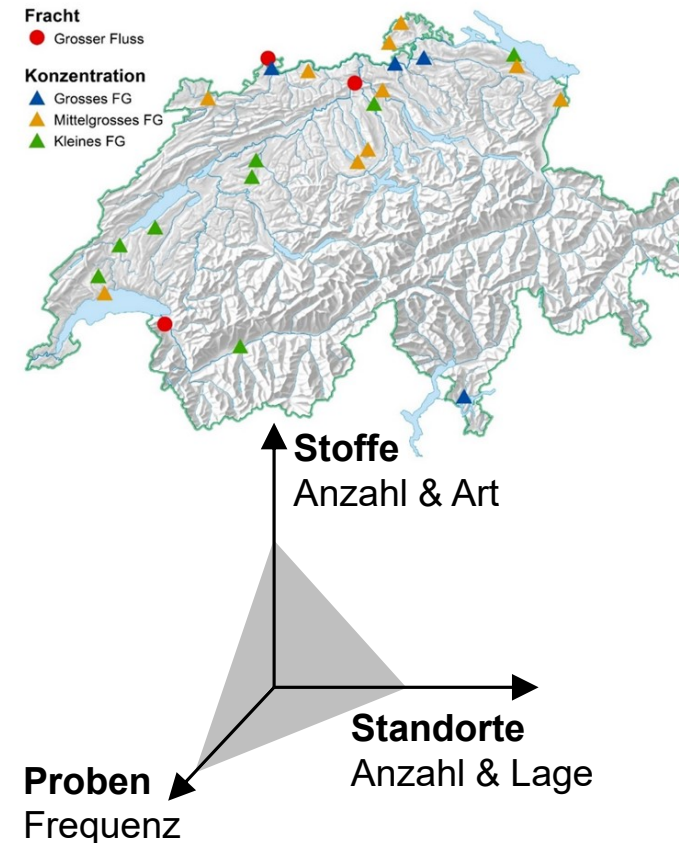 Fracht
Grosser Fluss
Konzentration
Grosses FG
Mittelgrosses FG
Kleines FG
Stoffe
Anzahl & Art
Standorte
Anzahl & Lage
Proben
Frequenz